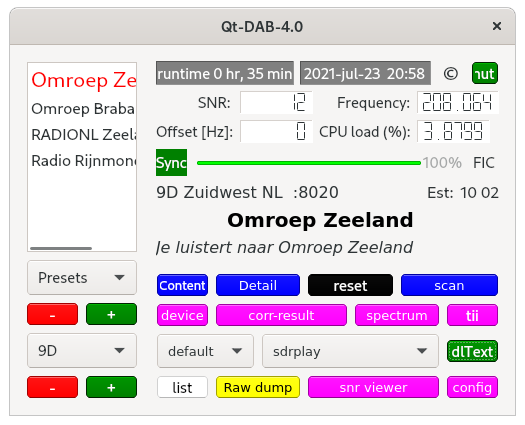 Qt-DAB-4.0
×
Omroep Ze
Omroep Braba
RADIONL Zeela
Radio Rijnmond
Presets
- +
9D
- +
runtime 0 hr, 35 min 2021-jul-23 20:58 © mut
SNR: 12 Frequency: 208.064
Offset [Hz]: 0 CPU load (%): 3.8799
Sync 100% FIC
9D Zuidwest NL :8020 Est: 10 02
Omroep Zeeland
Je luistert naar Omroep Zeeland
Content Detail reset scan
device corr-result spectrum tii
default sdrplay dlText
list Raw dump snr viewer config